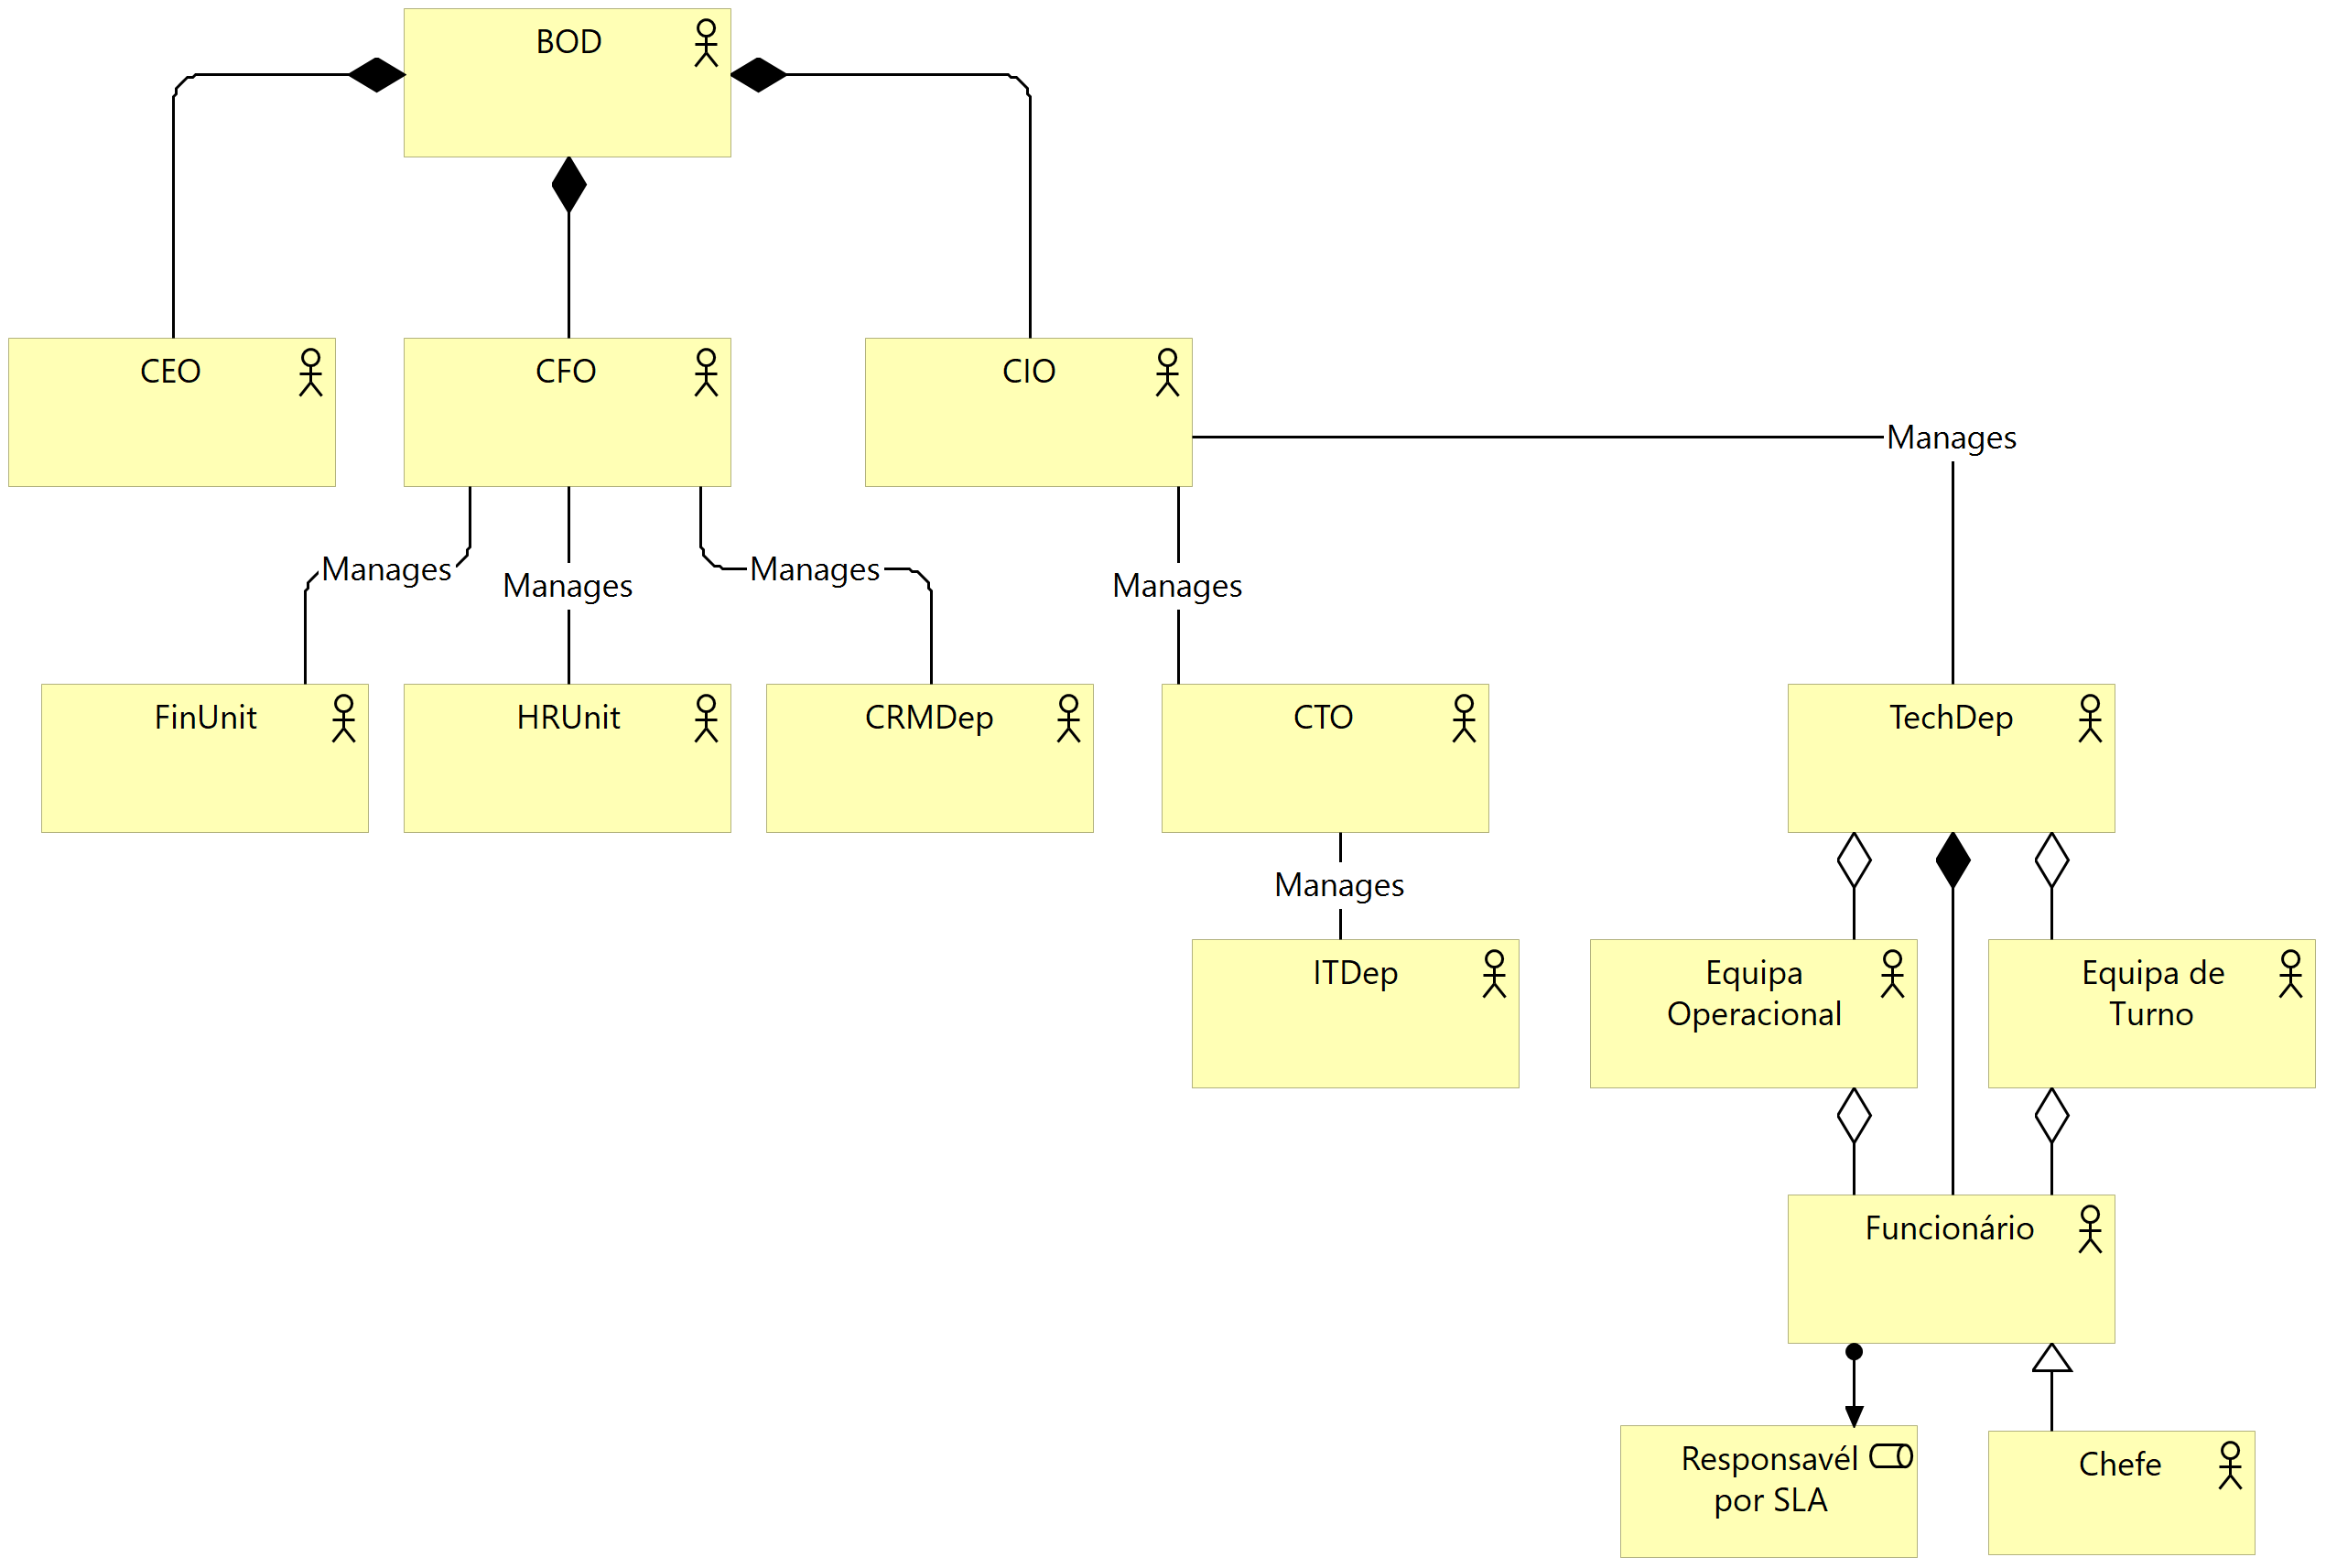 BOD
CEO
CFO
CIO
Manages
Manages
Manages
Manages
Manages
FinUnit
HRUnit
CRMDep
CTO
TechDep
Manages
Equipa
Operacional
Equipa de
Turno
ITDep
Funcionário
Responsavél
por SLA
Chefe